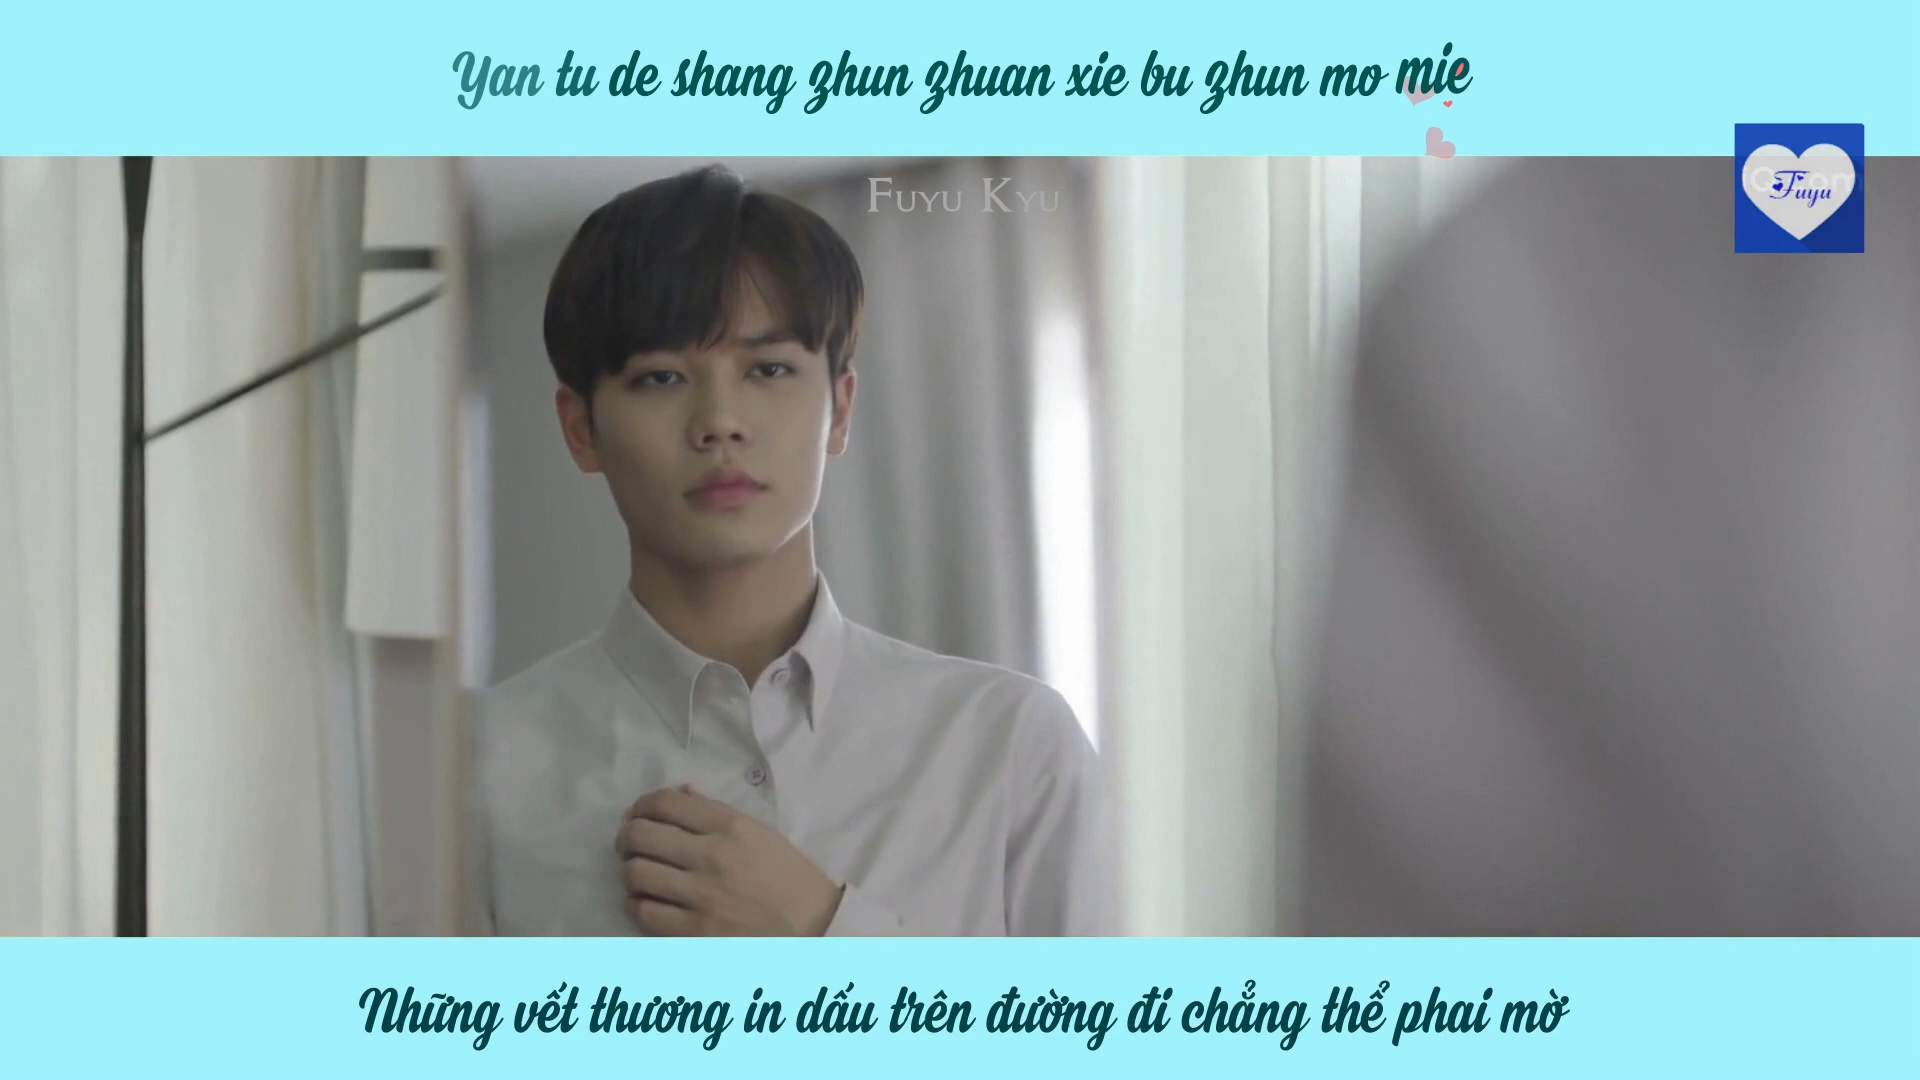 Yan tu de shang zhun zhuan xie bu zhun mo mie
FUYU KYU
Fuyu
Những vết thương in dấu trên đường đi chẳng thể phai mờ